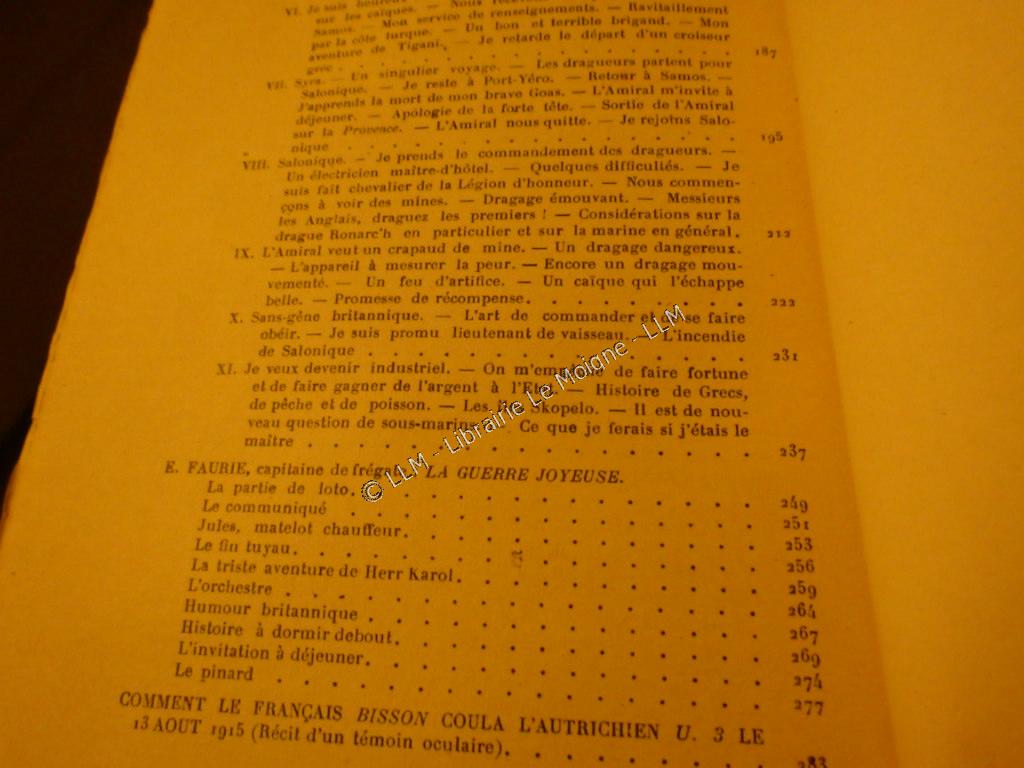 VI. Je suis heureux
sur les caïques. — Nous
Samos. — Mon service de renseignements. — Ravitaillement
par la côte turque. — Un bon et terrible brigand. — Mon
aventure de Tigani. — Je retarde le départ d'un croiseur
grec . . . . . . . . . . . . . . 187
VII. Syra. — Un singulier voyage. — Les dragueurs partent pour
Salonique. — Je reste à Port-Yéro. — Retour à Samos. —
J'apprends la mort de mon brave Goas. — L'Amiral m'invite à
déjeuner. — Apologie de la forte tête. — Sortie de l'Amiral
sur la Provence. — L'Amiral nous quitte. — Je rejoins Salo-
nique . . . . . . . . . . . . . . 195
VIII. Salonique. — Je prends le commandement des dragueurs. —
Un électricien maître-d'hôtel. — Quelques difficultés. — Je
suis fait chevalier de la Légion d'honneur. — Nous commen-
çons à voir des mines. — Dragage émouvant. — Messieurs
les Anglais, draguez les premiers ! — Considérations sur la
drague Ronarc'h en particulier et sur la marine en général. 212
IX. L'Amiral veut un crapaud de mine. — Un dragage dangereux.
— L'appareil à mesurer la peur. — Encore un dragage mou-
vementé. — Un feu d'artifice. — Un caïque qui l'échappe
belle. — Promesse de récompense. . . . . . . . . 222
X. Sans-gêne britannique. — L'art de commander et de se faire
obéir. — Je suis promu lieutenant de vaisseau. — L'incendie
de Salonique . . . . . . . . . . . . . 231
XI. Je veux devenir industriel. — On m'empêche de faire fortune
et de faire gagner de l'argent à l'Etat. — Histoire de Grecs,
de pêche et de poisson. — Les îles Skopelo. — Il est de nou-
veau question de sous-marins. — Ce que je ferais si j'étais le
maître . . . . . . . . . . . . . . 237
E. FAURIE, capitaine de frégate. LA GUERRE JOYEUSE.
La partie de loto. . . . . . . . . . . . 249
Le communiqué . . . . . . . . . . . . 251
Jules, matelot chauffeur. . . . . . . . . . 253
Le fin tuyau. . . . . . . . . . . . . . 256
La triste aventure de Herr Karol. . . . . . . . 259
L'orchestre . . . . . . . . . . . . . . 264
Humour britannique . . . . . . . . . . . 267
Histoire à dormir debout. . . . . . . . . . 269
L'invitation à déjeuner. . . . . . . . . . . 274
Le pinard . . . . . . . . . . . . . . 277
COMMENT LE FRANÇAIS BISSON COULA L'AUTRICHIEN U. 3 LE
13 AOUT 1915 (Récit d'un témoin oculaire). . . . . . . 283
© LLM - Librairie Le Moigne - LLM